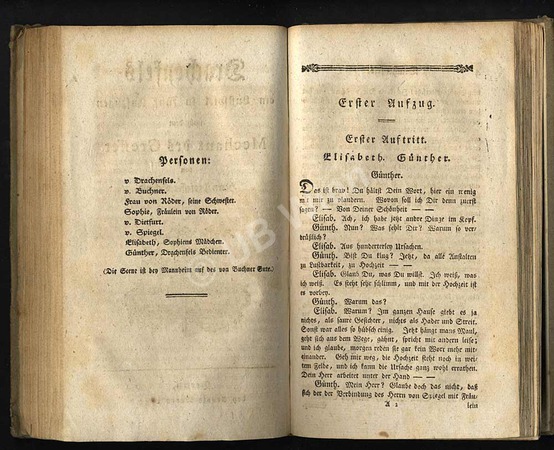 Personen:
v. Drachenfels.
v. Buchner.
Frau von Röder, seine Schwester.
Sophie, Fräulein von Röder.
v. Dietfurt.
v. Spiegel.
Elisabeth, Sophiens Mädchen.
Günther, Drachenfels Bedienter.
(Die Scene ist bey Mannheim auf des von Buchner Gute.)
Erster Aufzug.
Erster Auftritt.
Elisabeth. Günther.
Günther.
Das ist brav! Du hältst Dein Wort, hier ein wenig
mit mir zu plaudern. Wovon soll ich Dir denn zuerst
sagen? — Von Deiner Schönheit —
Elisab. Ach, ich habe jetzt andre Dinge im Kopf.
Günth. Nun? Was fehlt Dir? Warum so ver-
drüßlich?
Elisab. Aus hunderterley Ursachen.
Günth. Bist Du klug? Jetzt, da alle Anstalten
zu Lustbarkeit, zu Hochzeit —
Elisab. Glaub Du, was Du willst. Ich weiß, was
ich weiß. Es steht sehr schlimm, und mit der Hochzeit ist
es vorbey.
Günth. Warum das?
Elisab. Warum? Im ganzen Hause giebt es ja
nichts, als saure Gesichter, nichts als Hader und Streit.
Sonst war alles so hübsch einig. Jetzt hängt mans Maul,
geht sich aus dem Wege, gähnt, spricht mit andern leise;
und ich glaube, morgen reden sie gar kein Wort mehr mit-
einander. Geh mir weg, die Hochzeit steht noch in wei-
tem Felde, und ich kann die Ursache ganz wohl errathen.
Dein Herr arbeitet unter der Hand — —
Günth. Mein Herr? Glaube doch das nicht, daß
sich der der Verbindung des Herrn von Spiegel mit Fräu-
A 2 lein